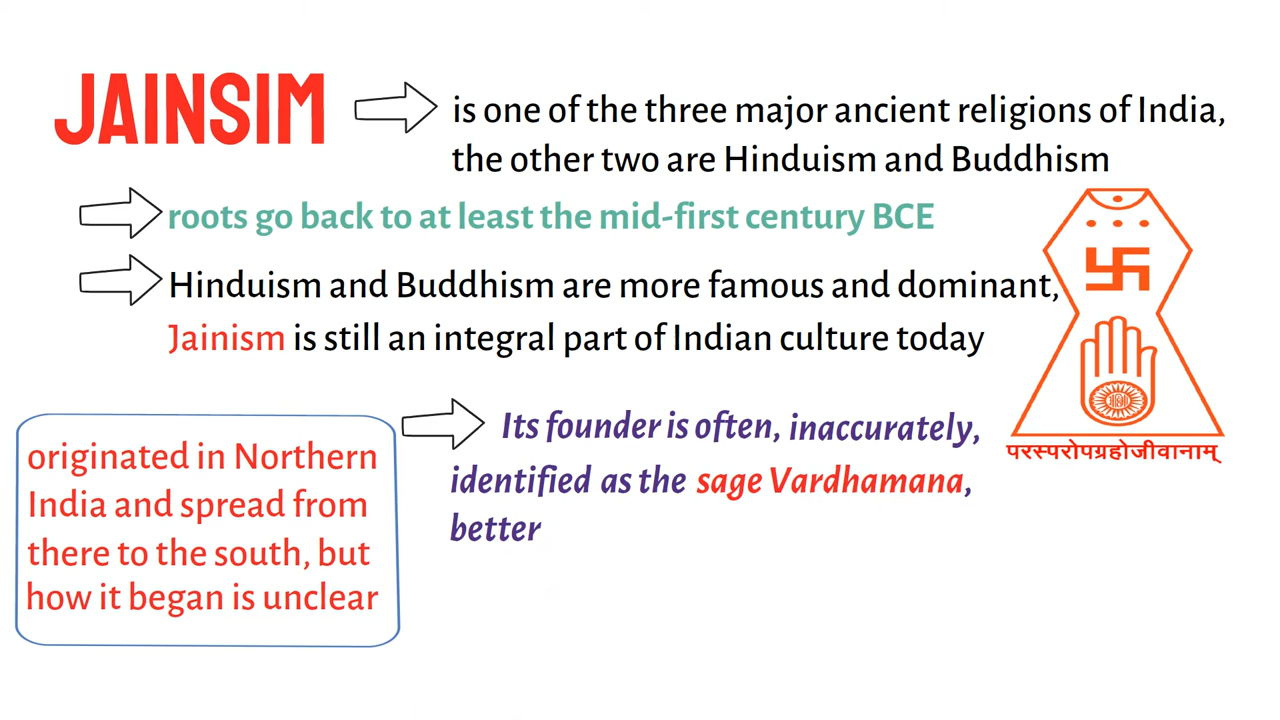 JAINSIM
is one of the three major ancient religions of India,
the other two are Hinduism and Buddhism
roots go back to at least the mid-first century BCE
Hinduism and Buddhism are more famous and dominant,
Jainism is still an integral part of Indian culture today
परस्परोपग्रहोजीवानाम्
originated in Northern
India and spread from
there to the south, but
how it began is unclear
Its founder is often, inaccurately,
identified as the sage Vardhamana,
better